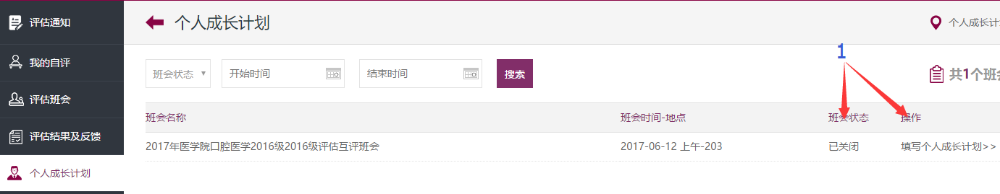 评估通知
我的自评
评估班会
评估结果及反馈
个人成长计划
个人成长计划
个人成长计
班会状态
开始时间
结束时间
搜索
1
共1个班会
班会名称
班会时间-地点
班会状态
操作
2017年医学院口腔医学2016级2016级评估互评班会
2017-06-12 上午-203
已关闭
填写个人成长计划>>